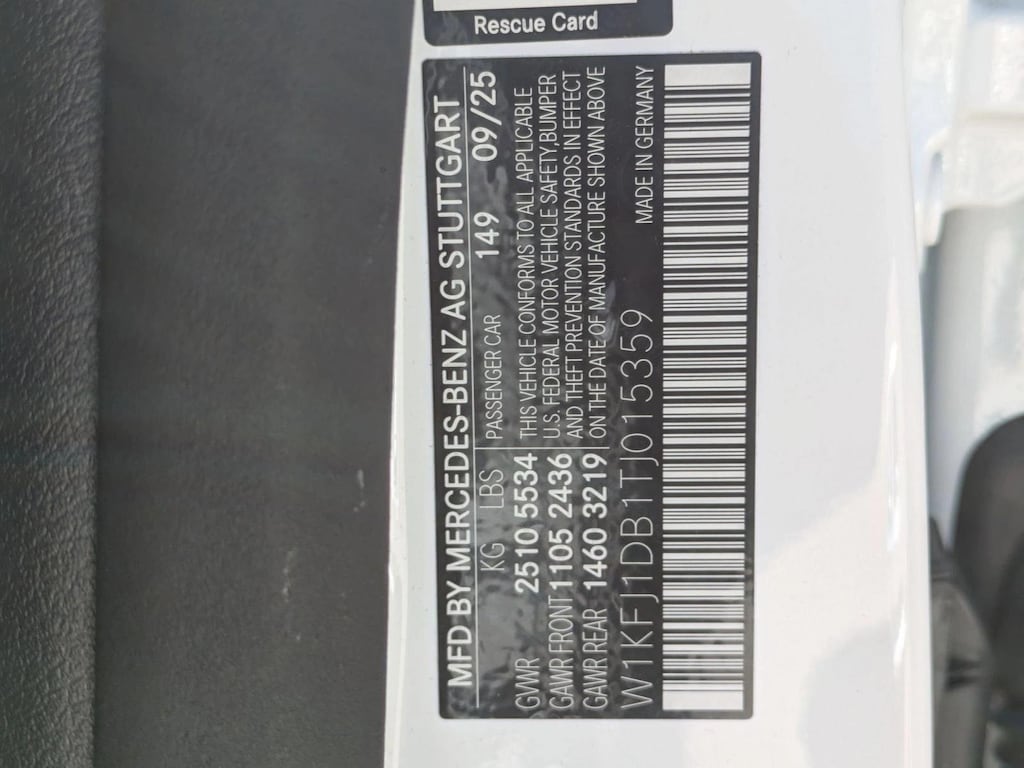 Rescue Card
MFD BY MERCEDES-BENZ AG STUTTGART
KG LBS PASSENGER CAR 149 09/25
GVWR 2510 5534 THIS VEHICLE CONFORMS TO ALL APPLICABLE
GAWR FRONT 1105 2436 U.S. FEDERAL MOTOR VEHICLE SAFETY, BUMPER
GAWR REAR 1460 3219 AND THEFT PREVENTION STANDARDS IN EFFECT
ON THE DATE OF MANUFACTURE SHOWN ABOVE
W1KFJ1DB1TJ015359 MADE IN GERMANY